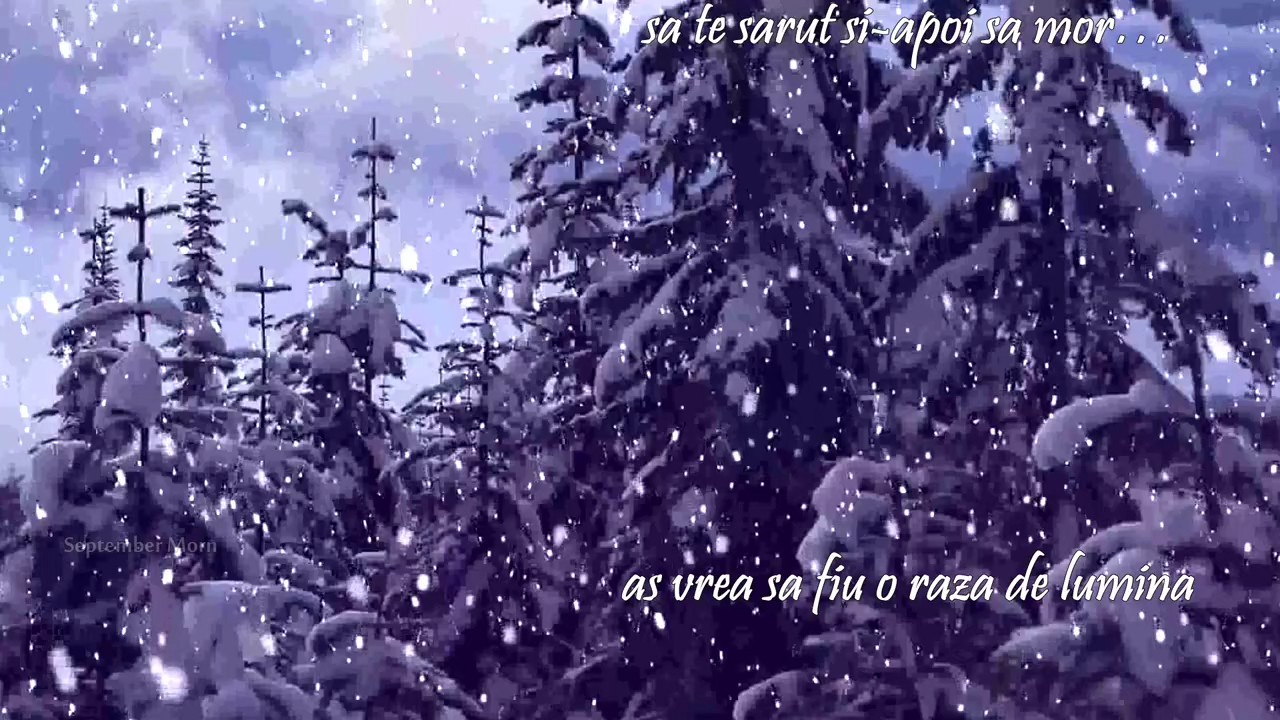 sa te sarut si-apoi sa mor...
September Morn
as vrea sa fiu o raza de lumina